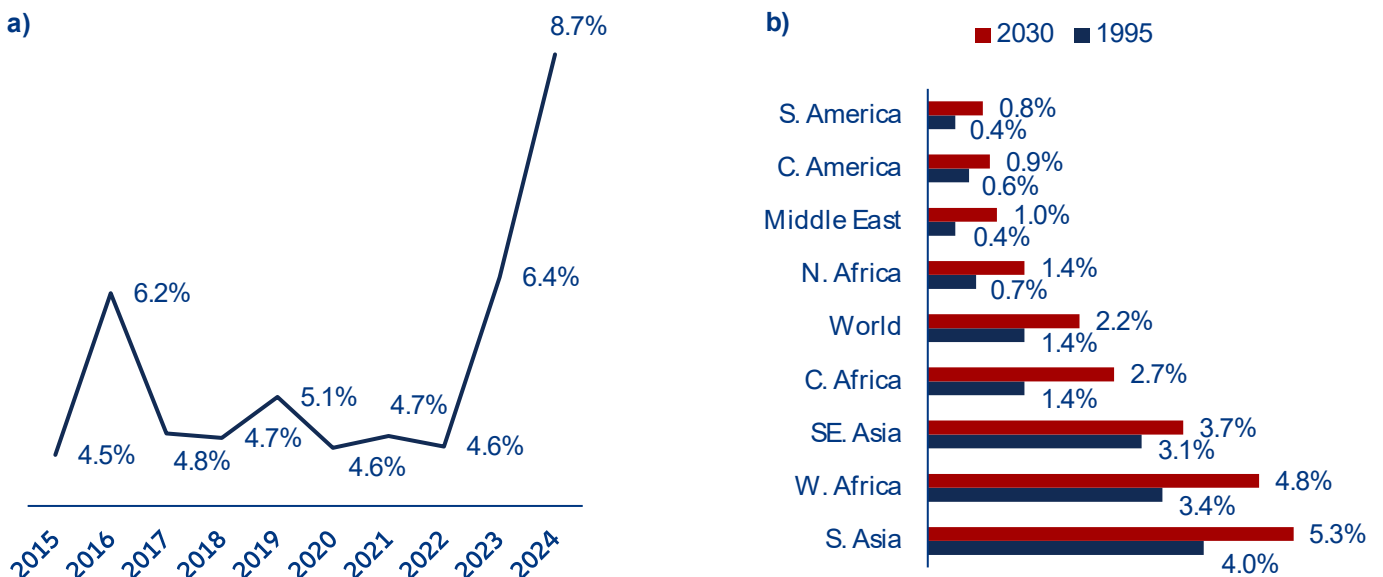 a)
8.7%
6.4%
6.2%
5.1%
4.7%
4.7%
4.6%
4.5%
4.8%
4.6%
2015
2016
2017
2018
2019
2020
2021
2022
2023
2024
b)
2030 1995
S. America 0.8%
0.4%
C. America 0.9%
0.6%
Middle East 1.0%
0.4%
N. Africa 1.4%
0.7%
World 2.2%
1.4%
C. Africa 2.7%
1.4%
SE. Asia 3.7%
3.1%
W. Africa 4.8%
3.4%
S. Asia 5.3%
4.0%